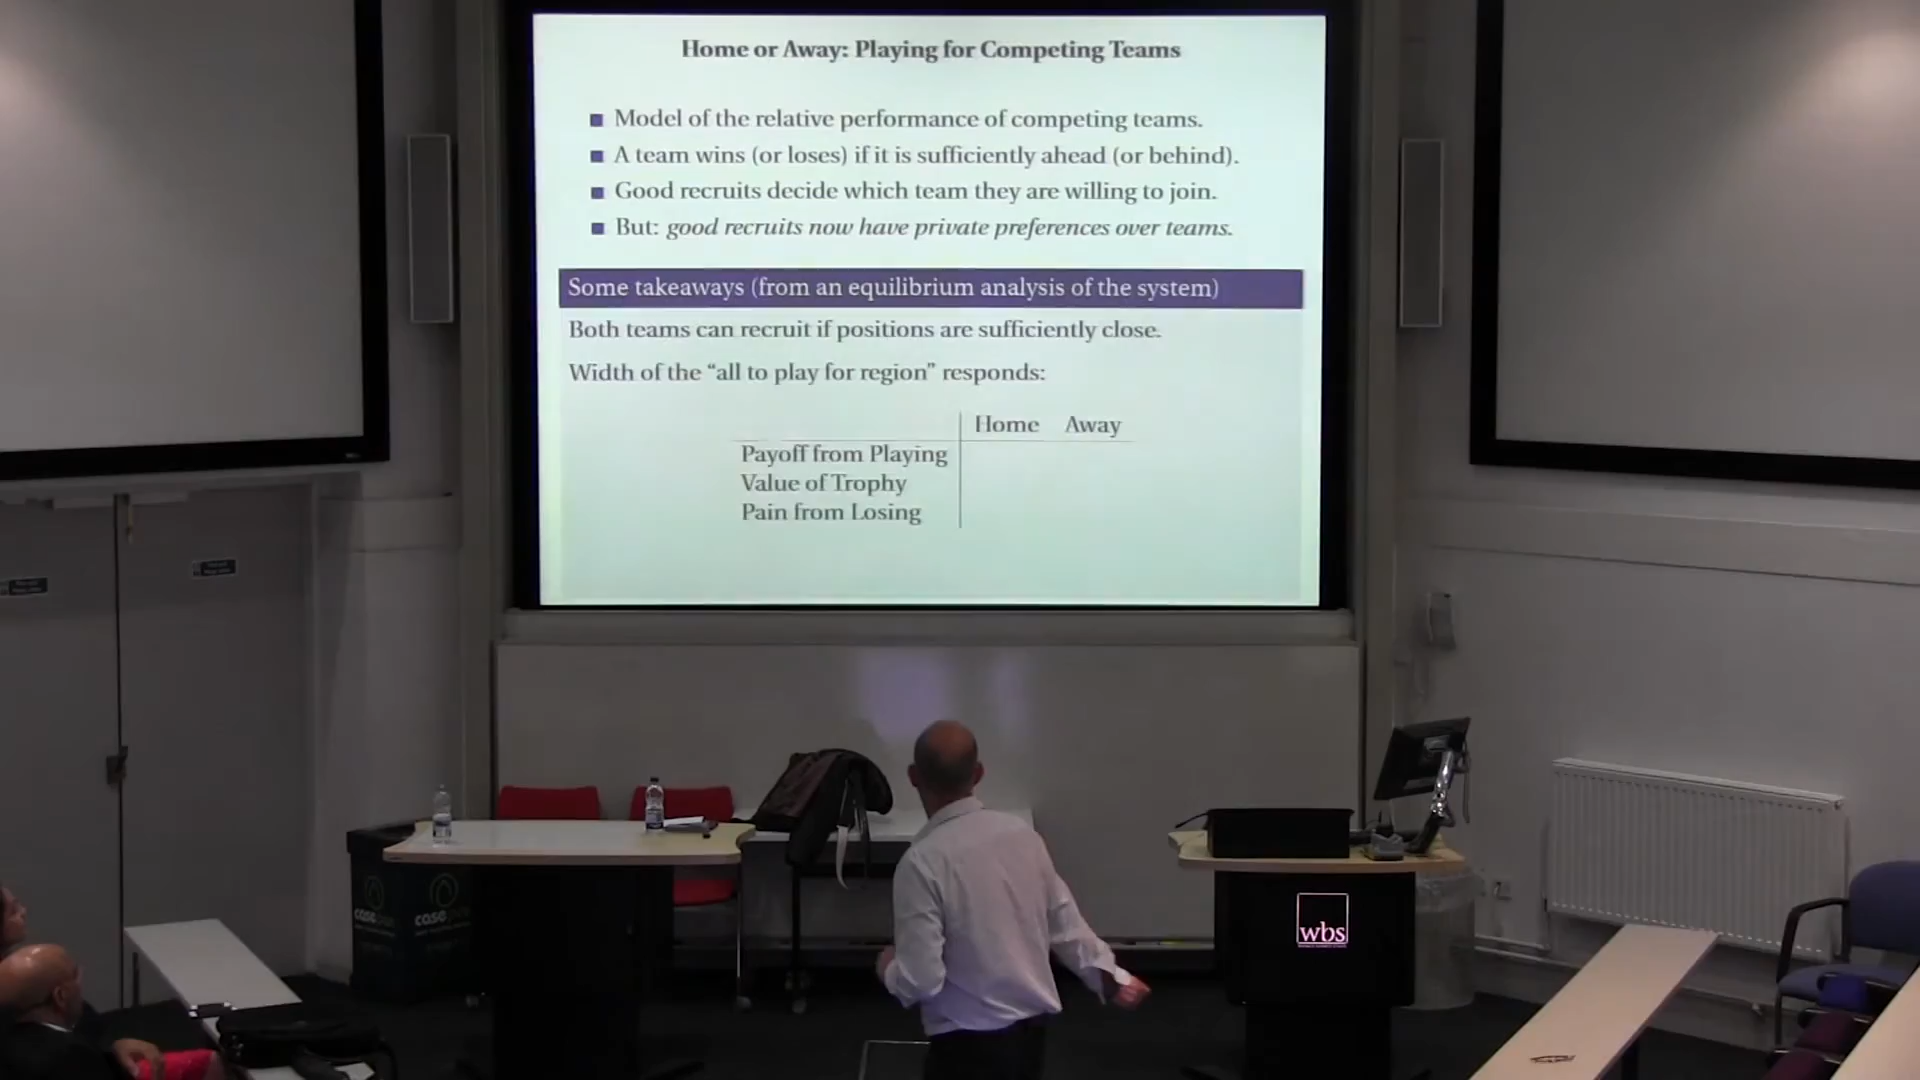 Home or Away: Playing for Competing Teams
Model of the relative performance of competing teams.
A team wins (or loses) if it is sufficiently ahead (or behind).
Good recruits decide which team they are willing to join.
But: good recruits now have private preferences over teams.
Some takeaways (from an equilibrium analysis of the system)
Both teams can recruit if positions are sufficiently close.
Width of the “all to play for region” responds:
Home Away
Payoff from Playing
Value of Trophy
Pain from Losing
case
case
wbs